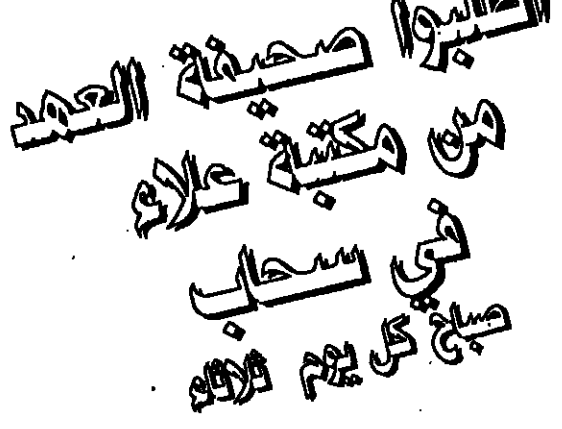 اطلبوا صحيفة العهد
من مكتبة علاء
في سحاب
صباح كل يوم ثلاثاء